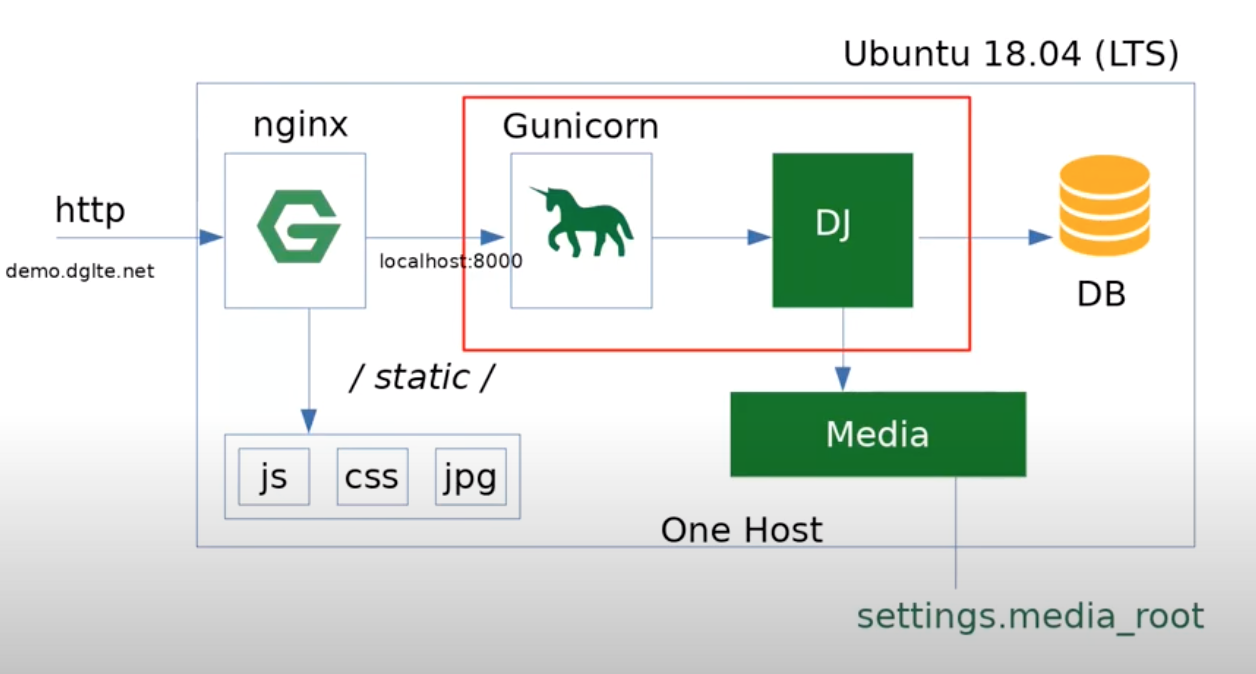 Ubuntu 18.04 (LTS)
nginx
Gunicorn
http
DJ
demo.dglte.net
localhost:8000
DB
/ static /
Media
js
css
jpg
One Host
settings.media_root